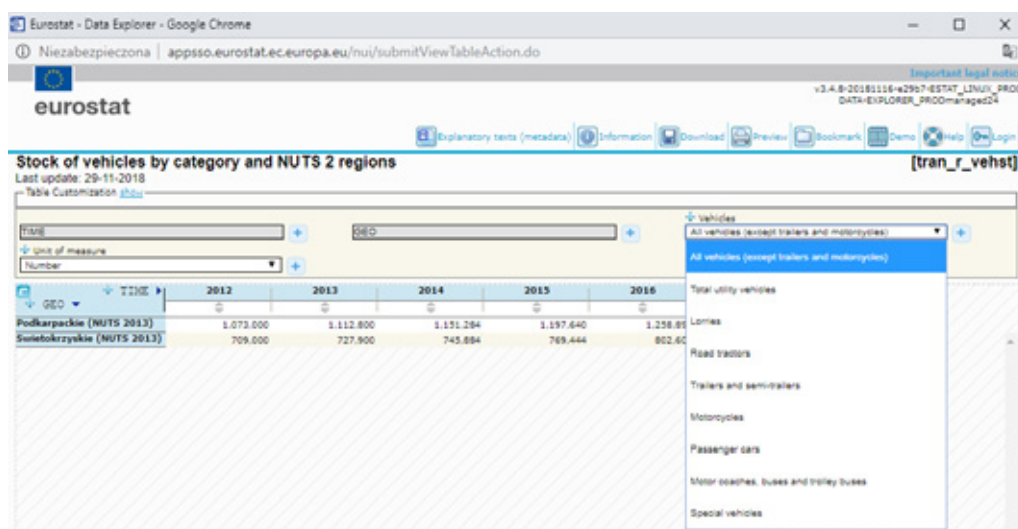 Eurostat - Data Explorer - Google Chrome
Niezabezpieczona | appsso.eurostat.ec.europa.eu/nui/submitViewTableAction.do
Important legal notic
v3.4.8-20181116-e29b7-ESTAT_LINUX_PROD
DATA-EXPLORER_PRODmanaged24
eurostat
Explanatory texts (metadata) Information Download Preview Bookmark Demo Help Login
Stock of vehicles by category and NUTS 2 regions [tran_r_vehst]
Last update: 29-11-2018
Table Customization show
Vehicles
TIME + GEO + All vehicles (except trailers and motorcycles) +
Unit of measure
Number +
All vehicles (except trailers and motorcycles)
TIME 2012 2013 2014 2015 2016 Total utility vehicles
GEO
Podkarpackie (NUTS 2013) 1.073.000 1.112.800 1.151.284 1.197.640 1.258.89 Lorries
Swietokrzyskie (NUTS 2013) 709.000 727.900 745.884 769.444 802.60
Road tractors
Trailers and semi-trailers
Motorcycles
Passenger cars
Motor coaches, buses and trolley buses
Special vehicles